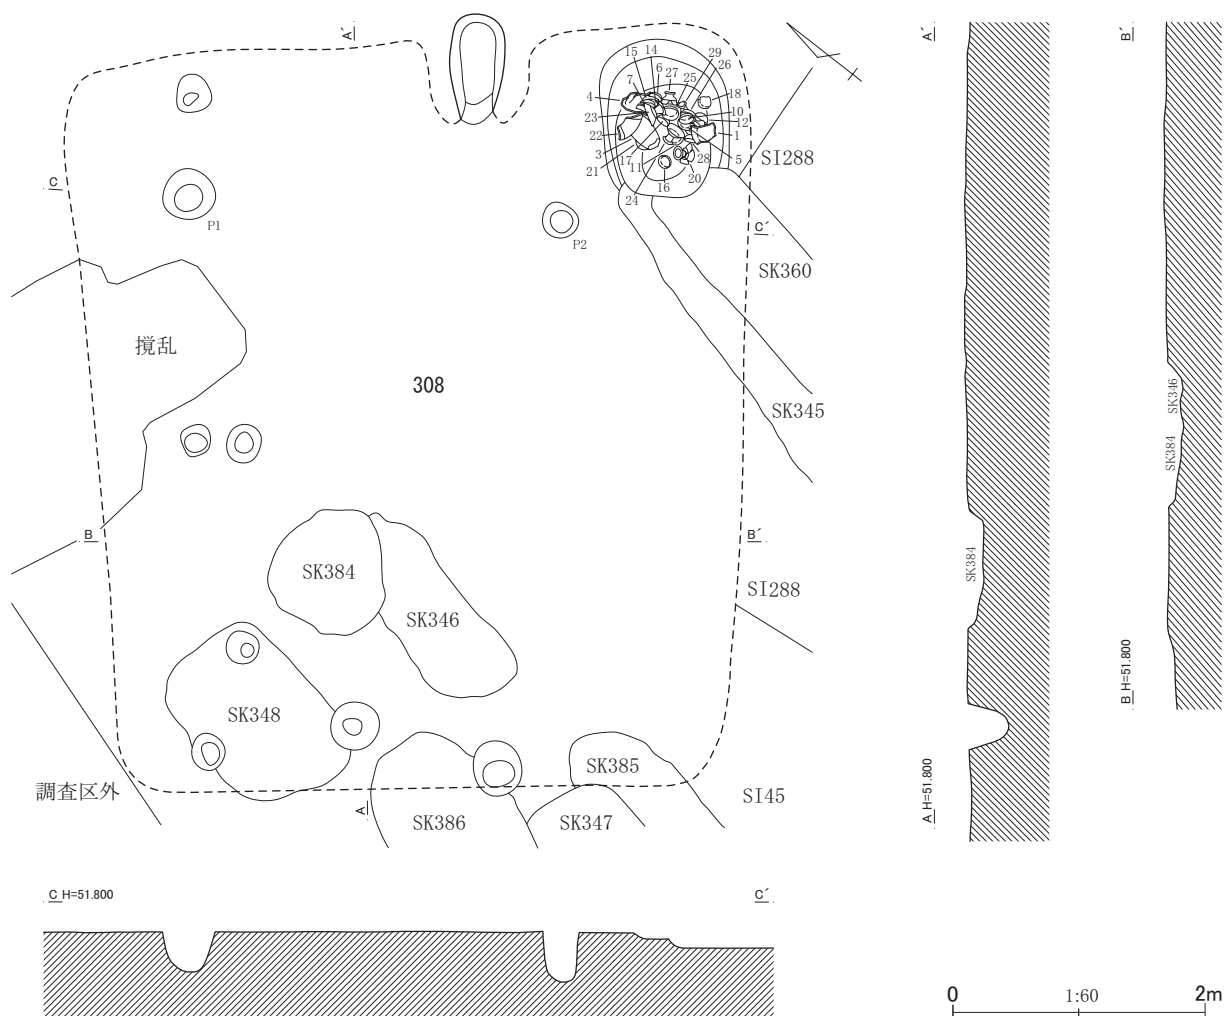 A´
A´
B´
15
14
29
6
26
7
27
25
4
18
23
10
12
22
1
3
17
11
28
5
21
16
20
24
SI288
C
P1
P2
C´
SK360
撹乱
308
SK345
SK346
SK384
B
B´
SK384
SI288
SK384
SK346
SK348
調査区外
SK385
SI45
A
SK386
SK347
A H=51.800
B H=51.800
C H=51.800
C´
0
1:60
2m